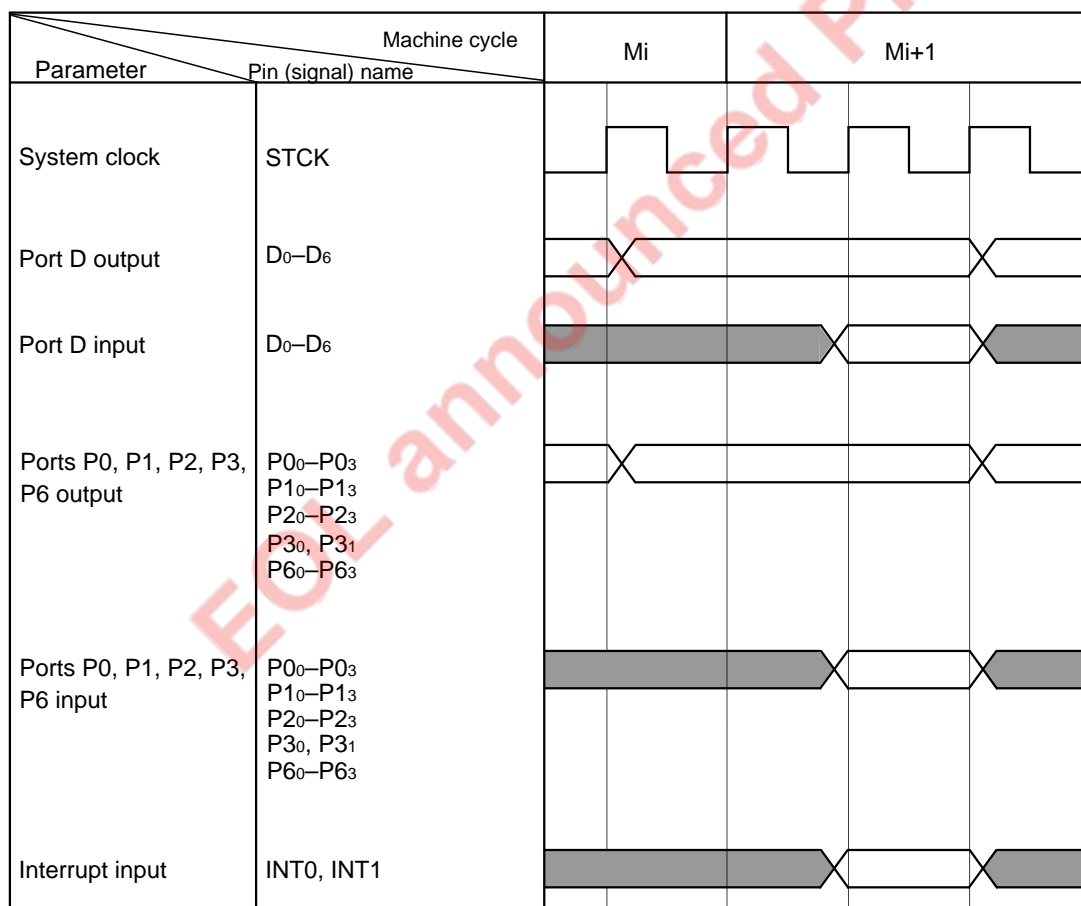 Machine cycle
Parameter
Pin (signal) name
Mi
Mi+1
System clock
STCK
Port D output
D0–D6
Port D input
D0–D6
Ports P0, P1, P2, P3,
P6 output
P00–P03
P10–P13
P20–P23
P30, P31
P60–P63
Ports P0, P1, P2, P3,
P6 input
P00–P03
P10–P13
P20–P23
P30, P31
P60–P63
Interrupt input
INT0, INT1
EOL announced